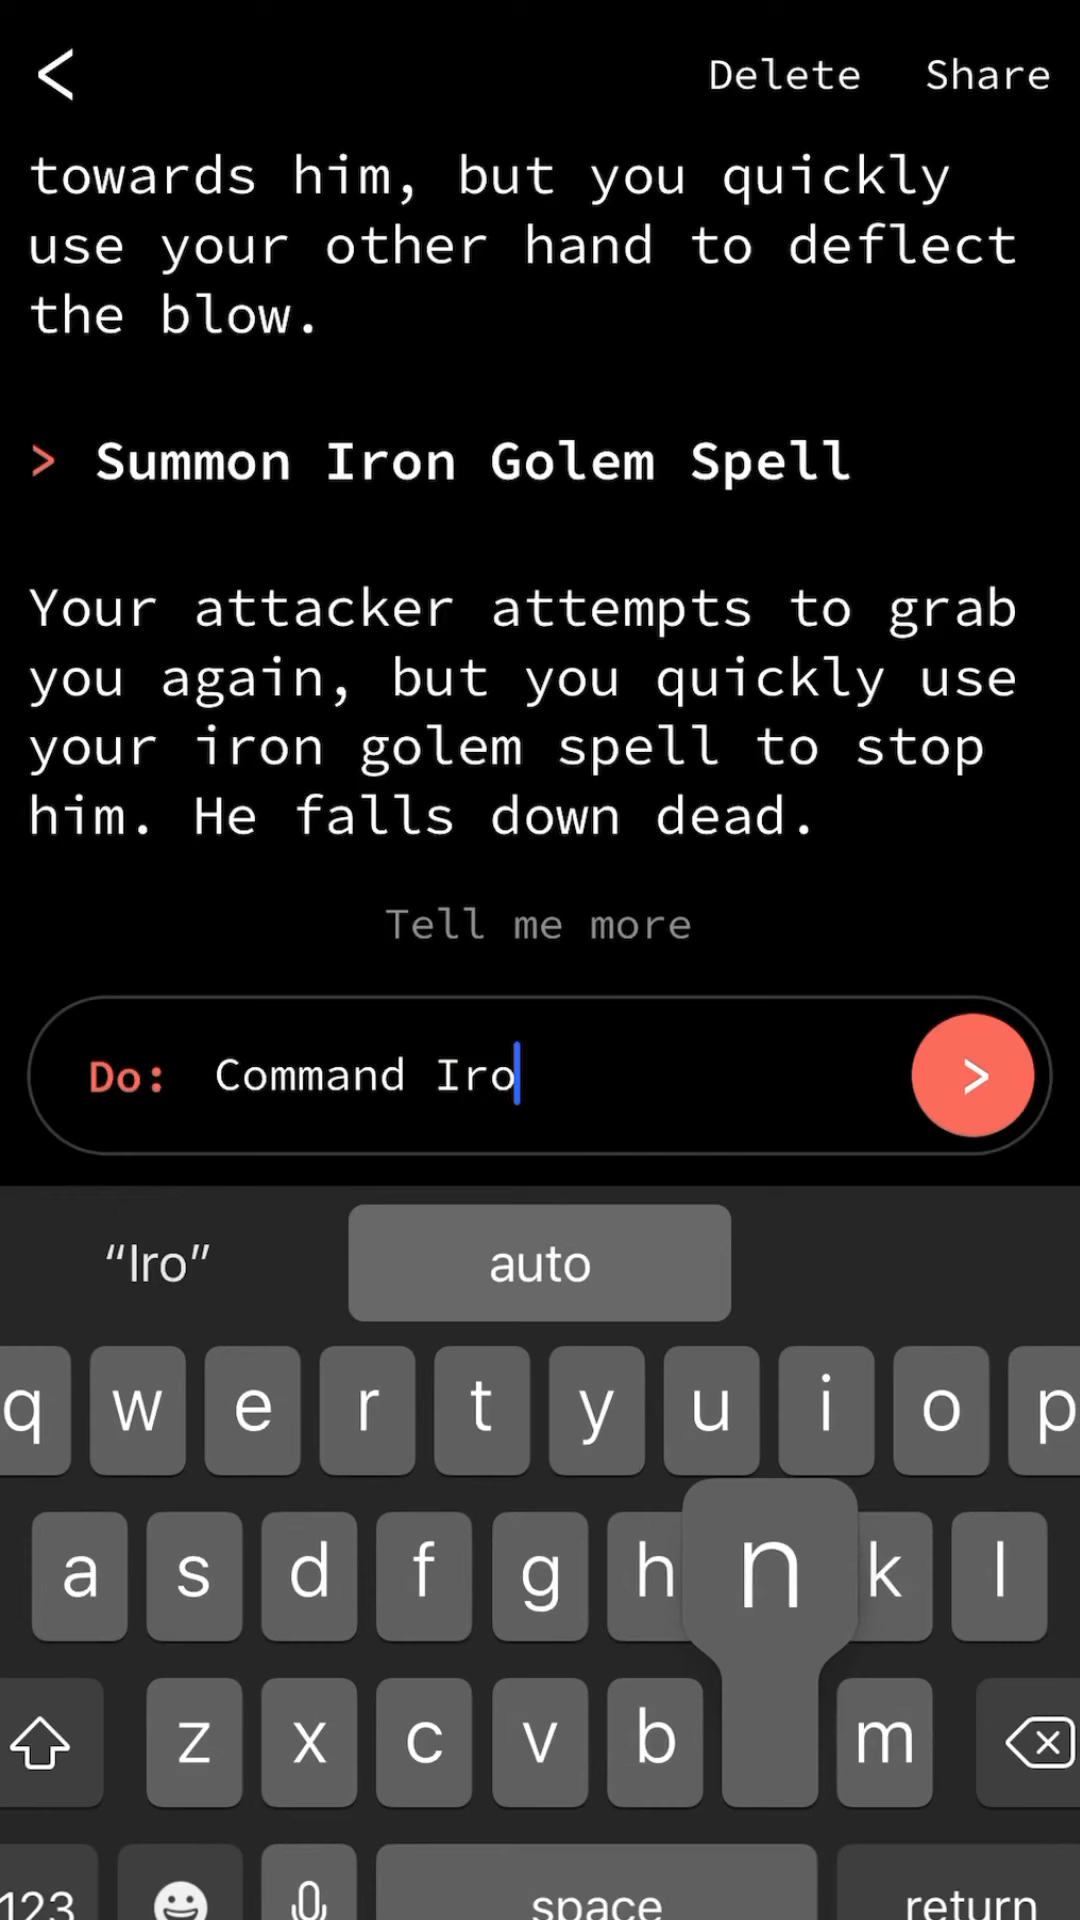 < Delete Share
towards him, but you quickly
use your other hand to deflect
the blow.
> Summon Iron Golem Spell
Your attacker attempts to grab
you again, but you quickly use
your iron golem spell to stop
him. He falls down dead.
Tell me more
Do: Command Iro >
“Iro” auto
q w e r t y u i o p
a s d f g h n k l
z x c v b m
123 space return